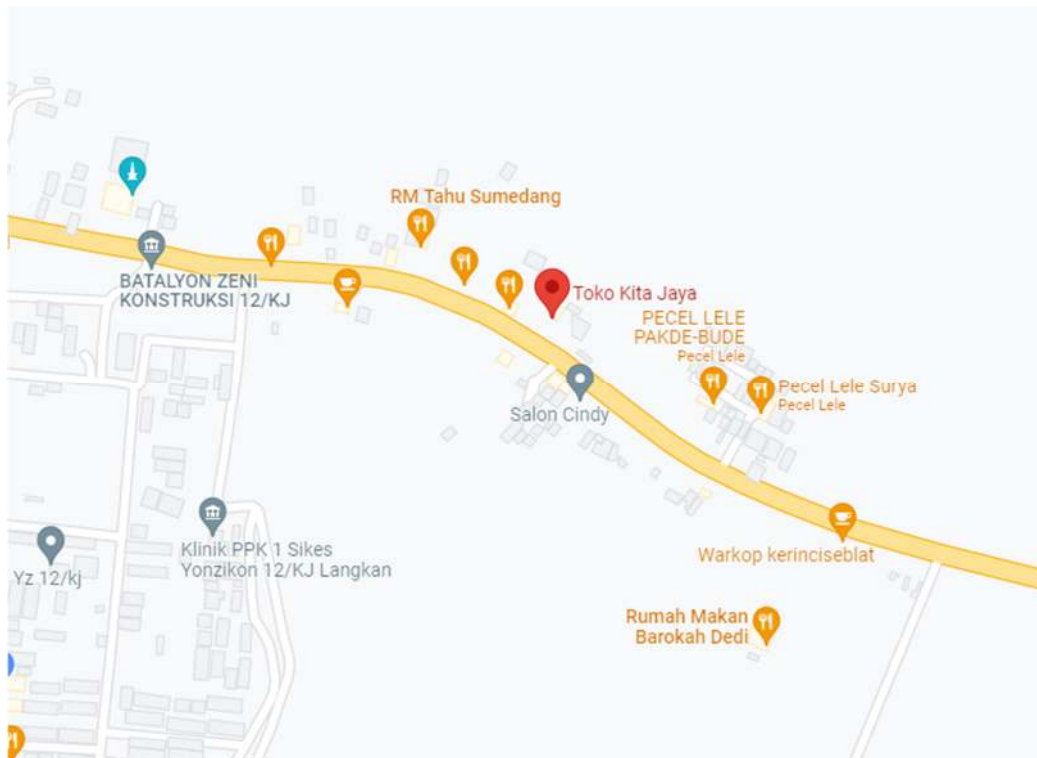 RM Tahu Sumedang
BATALYON ZENI
KONSTRUKSI 12/KJ
Toko Kita Jaya
PECEL LELE
PAKDE-BUDE
Pecel Lele
Pecel Lele Surya
Pecel Lele
Salon Cindy
Klinik PPK 1 Sikes
Yonzikon 12/KJ Langkan
Yz 12/kj
Warkop kerinciseblat
Rumah Makan
Barokah Dedi